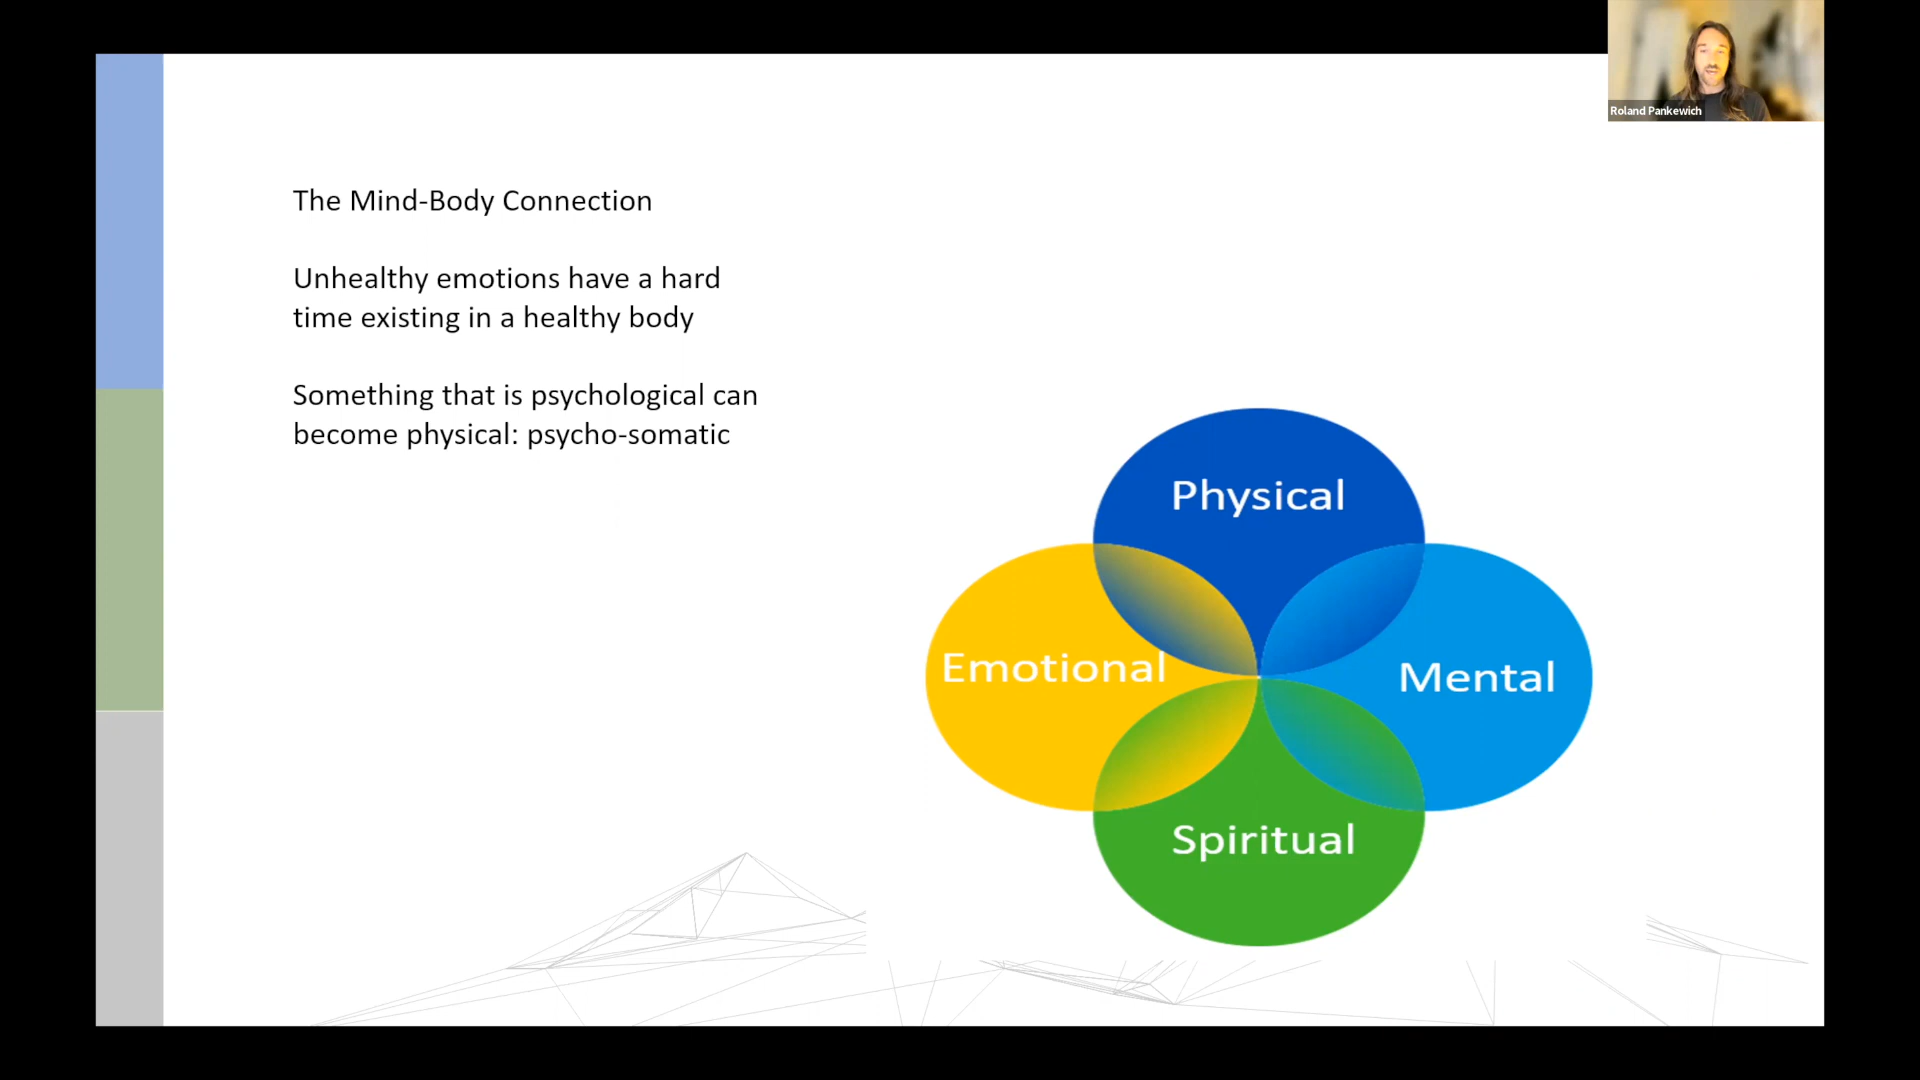 Roland Pankewich
The Mind-Body Connection
Unhealthy emotions have a hard
time existing in a healthy body
Something that is psychological can
become physical: psycho-somatic
Physical
Emotional
Mental
Spiritual